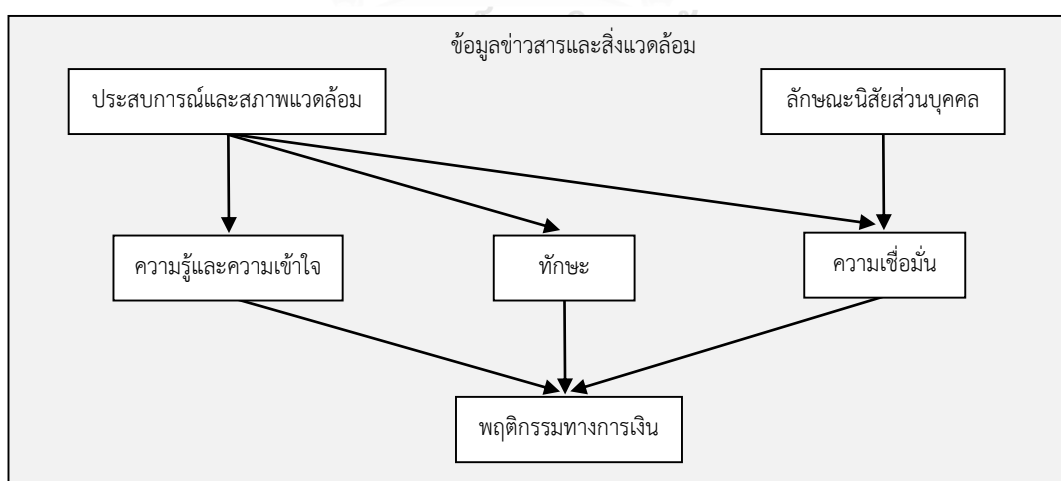 ข้อมูลข่าวสารและสิ่งแวดล้อม
ประสบการณ์และสภาพแวดล้อม
ลักษณะนิสัยส่วนบุคคล
ความรู้และความเข้าใจ
ทักษะ
ความเชื่อมั่น
พฤติกรรมทางการเงิน